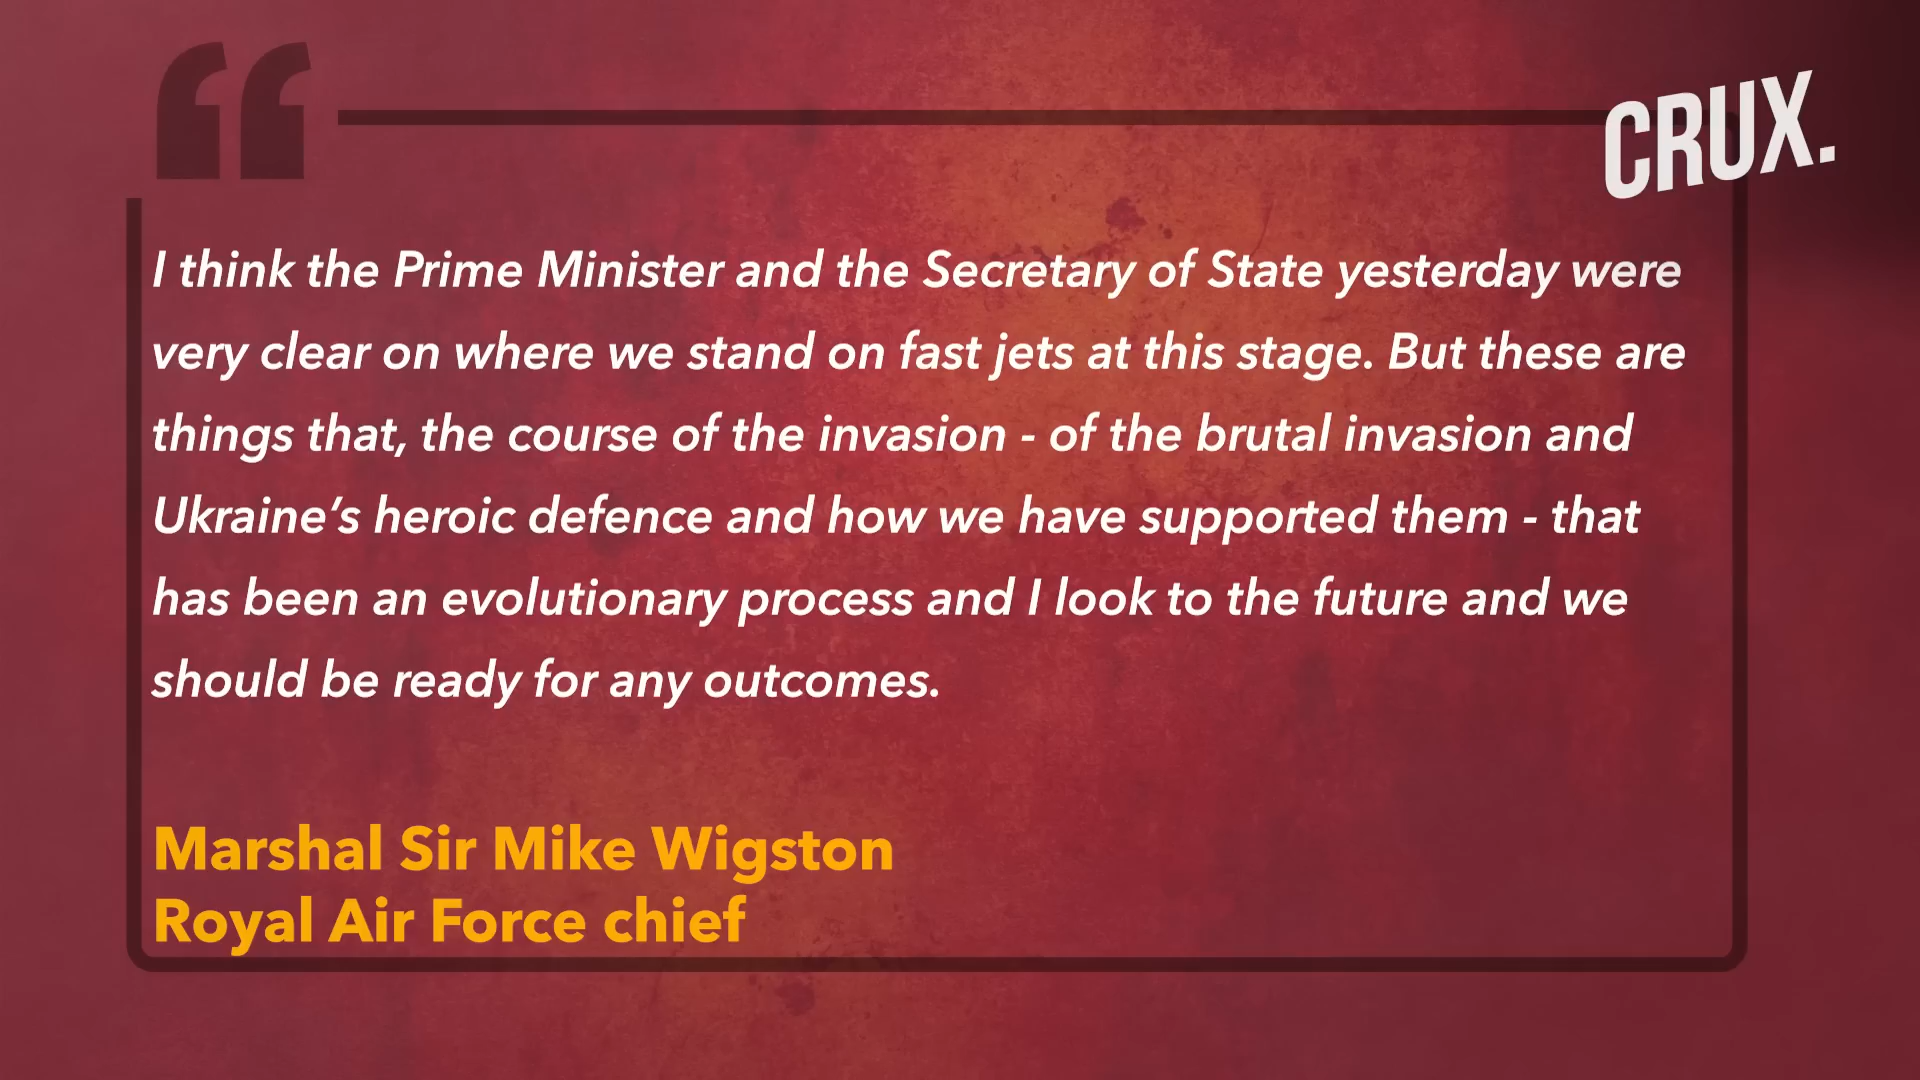 CRUX.
I think the Prime Minister and the Secretary of State yesterday were
very clear on where we stand on fast jets at this stage. But these are
things that, the course of the invasion - of the brutal invasion and
Ukraine’s heroic defence and how we have supported them - that
has been an evolutionary process and I look to the future and we
should be ready for any outcomes.
Marshal Sir Mike Wigston
Royal Air Force chief